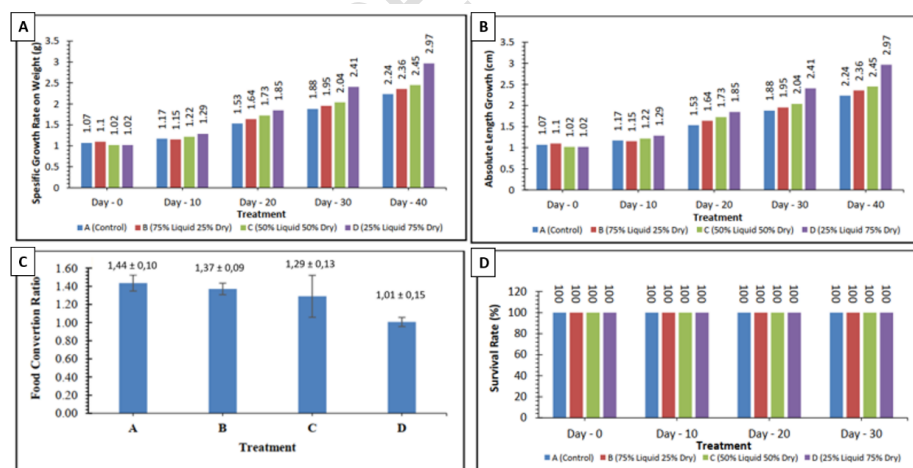 A
Spesific Growth Rate on Weight (g)
3.5
3
2.5
2
1.5
1
0.5
0
1.07 1.1 1.02 1.02
1.17 1.15 1.22 1.29
1.53 1.64 1.73 1.85
1.88 1.95 2.04 2.41
2.24 2.36 2.45 2.97
Day - 0 Day - 10 Day - 20 Day - 30 Day - 40
Treatment
A (Control) B (75% Liquid 25% Dry) C (50% Liquid 50% Dry) D (25% Liquid 75% Dry)
B
Absolute Length Growth (cm)
3.5
3
2.5
2
1.5
1
0.5
0
1.07 1.1 1.02 1.02
1.17 1.15 1.22 1.29
1.53 1.64 1.73 1.85
1.88 1.95 2.04 2.41
2.24 2.36 2.45 2.97
Day - 0 Day - 10 Day - 20 Day - 30 Day - 40
Treatment
A (Control) B (75% Liquid 25% Dry) C (50% Liquid 50% Dry) D (25% Liquid 75% Dry)
C
Food Convertion Ratio
1.60
1.40
1.20
1.00
0.80
0.60
0.40
0.20
0.00
1,44 ± 0,10 1,37 ± 0,09 1,29 ± 0,13 1,01 ± 0,15
A B C D
Treatment
D
Survival Rate (%)
120
100
80
60
40
20
0
100 100 100 100
100 100 100 100
100 100 100 100
100 100 100 100
Day - 0 Day - 10 Day - 20 Day - 30
Treatment
A (Control) B (75% Liquid 25% Dry) C (50% Liquid 50% Dry) D (25% Liquid 75% Dry)